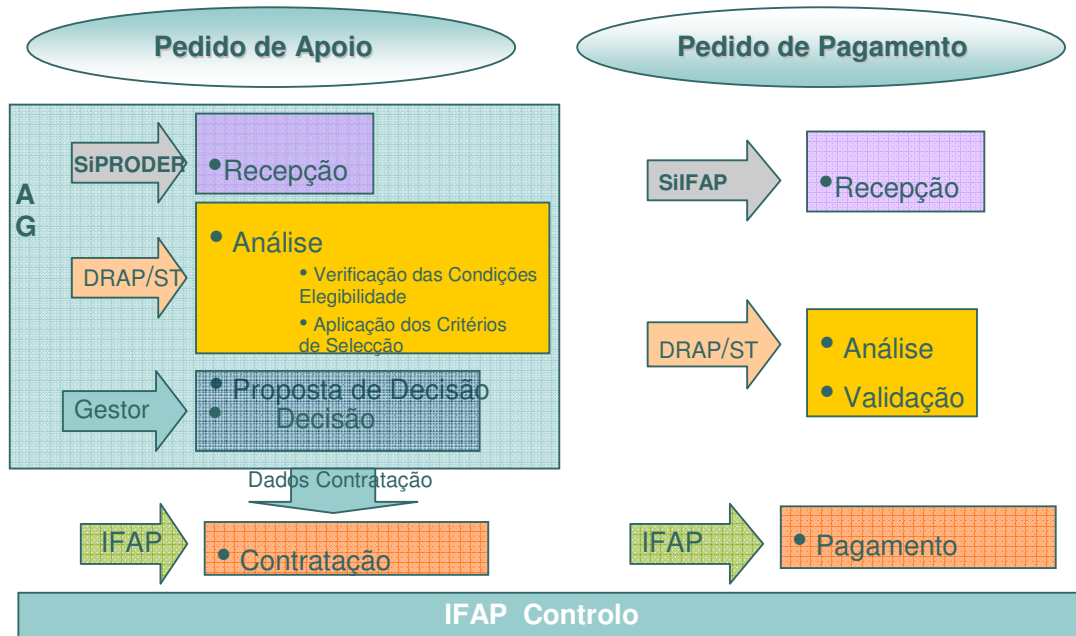 Pedido de Apoio
Pedido de Pagamento
A
G
SiPRODER
•Recepção
DRAP/ST
• Análise
• Verificação das Condições
Elegibilidade
• Aplicação dos Critérios
de Selecção
Gestor
• Proposta de Decisão
• Decisão
Dados Contratação
IFAP
• Contratação
SiIFAP
•Recepção
DRAP/ST
• Análise
• Validação
IFAP
• Pagamento
IFAP Controlo